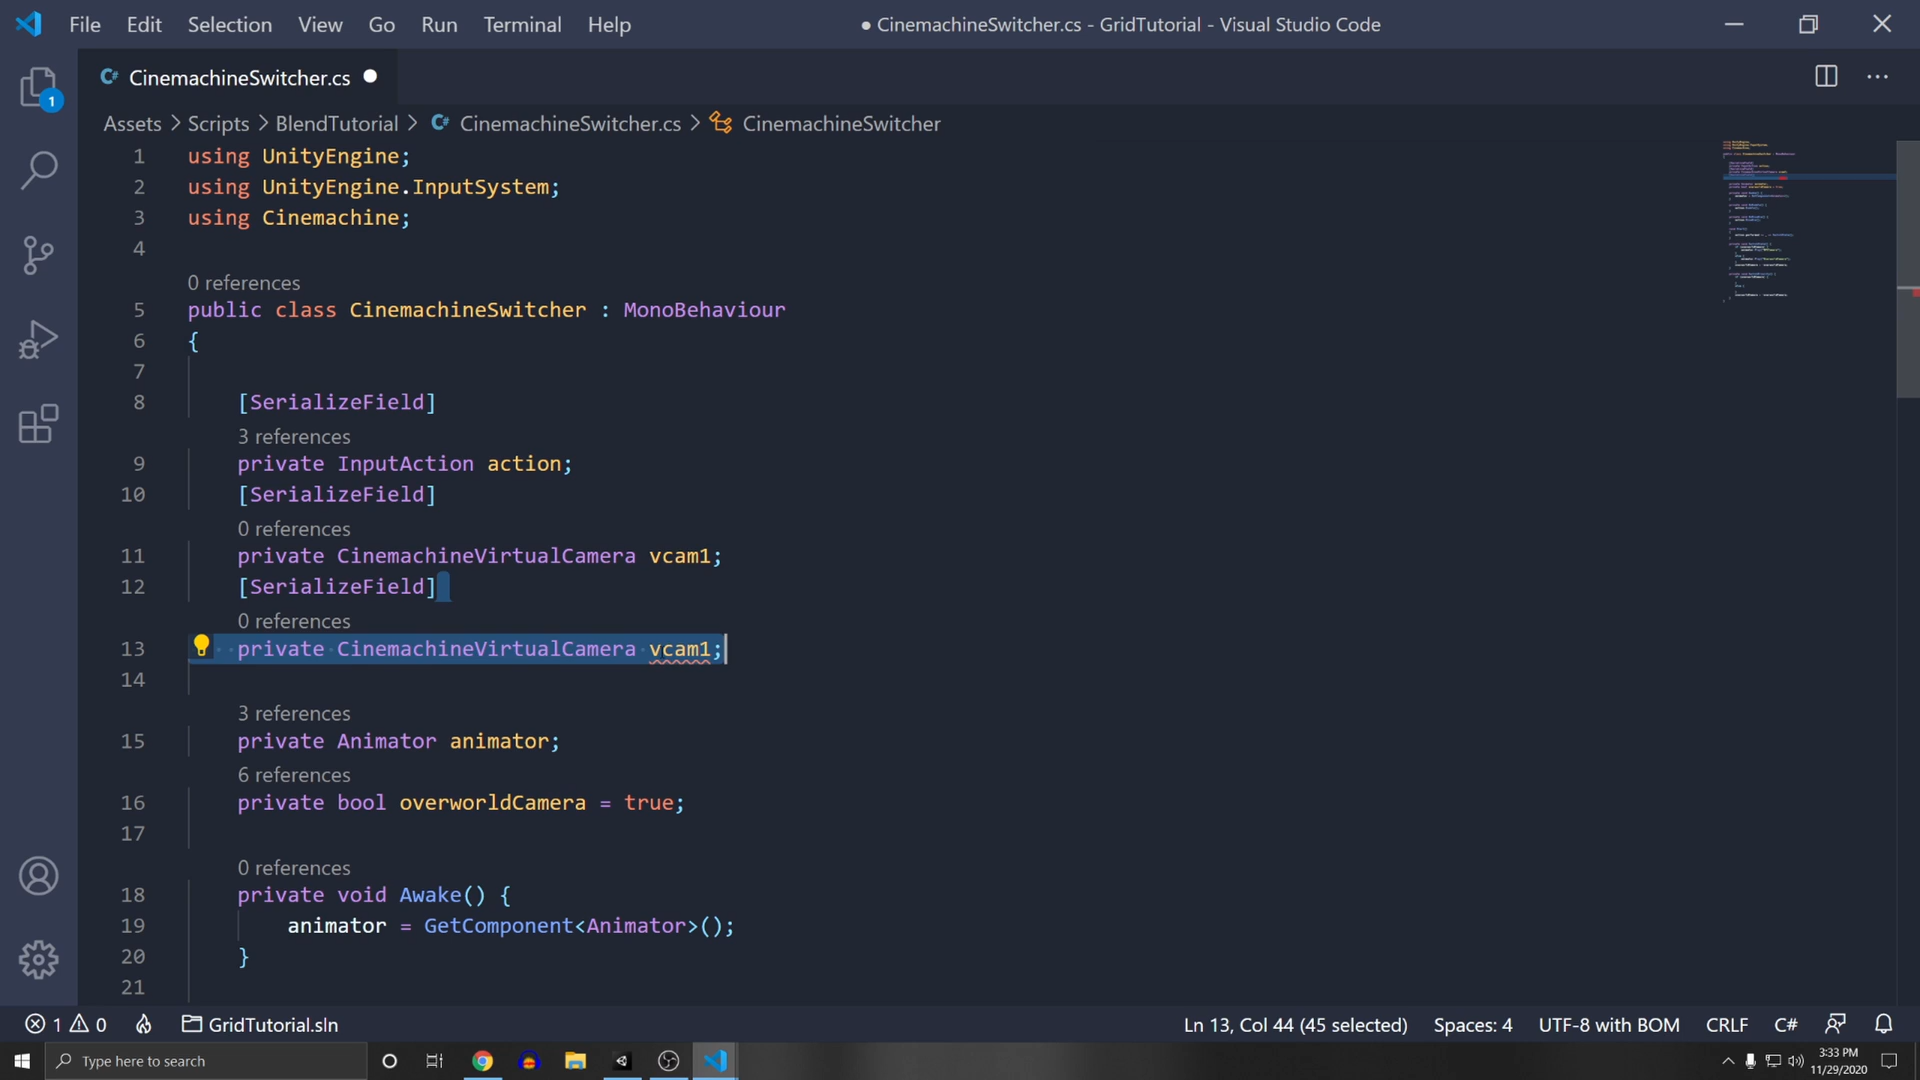 File Edit Selection View Go Run Terminal Help
● CinemachineSwitcher.cs - GridTutorial - Visual Studio Code
CinemachineSwitcher.cs
1
Assets > Scripts > BlendTutorial > CinemachineSwitcher.cs > CinemachineSwitcher
1 using UnityEngine;
2 using UnityEngine.InputSystem;
3 using Cinemachine;
4
0 references
5 public class CinemachineSwitcher : MonoBehaviour
6 {
7
8 [SerializeField]
3 references
9 private InputAction action;
10 [SerializeField]
0 references
11 private CinemachineVirtualCamera vcam1;
12 [SerializeField]
0 references
13 private CinemachineVirtualCamera vcam1;
14
3 references
15 private Animator animator;
6 references
16 private bool overworldCamera = true;
17
0 references
18 private void Awake() {
19 animator = GetComponent<Animator>();
20 }
21
1 0 GridTutorial.sln Ln 13, Col 44 (45 selected) Spaces: 4 UTF-8 with BOM CRLF C#
Type here to search
3:33 PM
11/29/2020